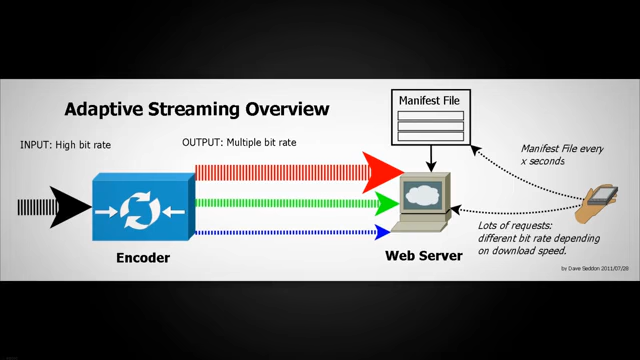 Adaptive Streaming Overview
Manifest File
INPUT: High bit rate
OUTPUT: Multiple bit rate
Manifest File every
x seconds
Lots of requests:
different bit rate depending
on download speed.
Encoder
Web Server
by Dave Seddon 2011/07/28